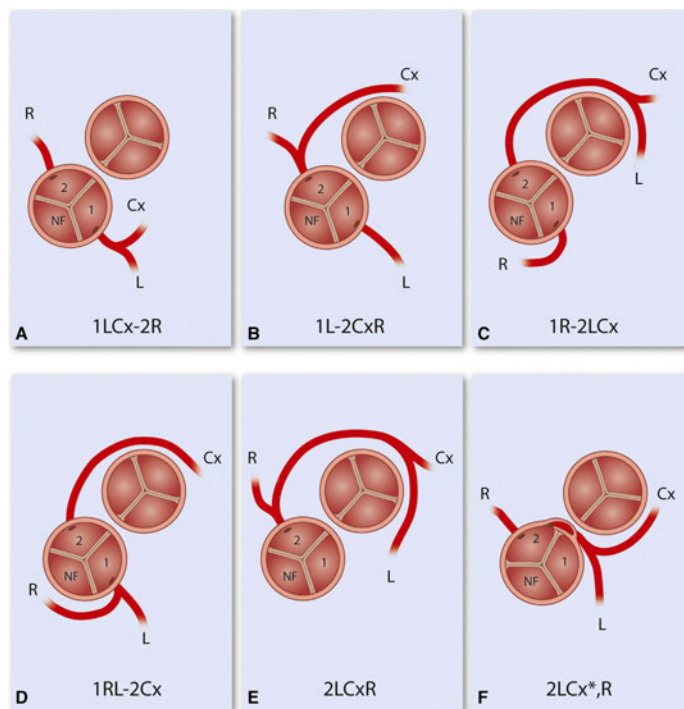 R
2
1
NF
Cx
L
A
1LCx-2R
Cx
R
2
1
NF
L
B
1L-2CxR
Cx
L
2
1
NF
R
C
1R-2LCx
Cx
2
1
NF
R
L
D
1RL-2Cx
R
Cx
2
1
NF
L
E
2LCxR
R
Cx
2
1
NF
L
F
2LCx*,R